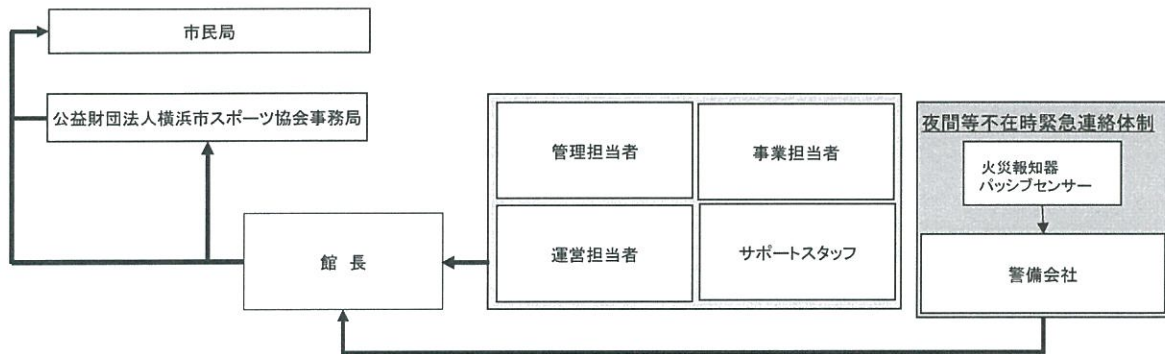 市民局
公益財団法人横浜市スポーツ協会事務局
管理担当者
事業担当者
運営担当者
サポートスタッフ
館 長
夜間等不在時緊急連絡体制
火災報知器
パッシブセンサー
警備会社